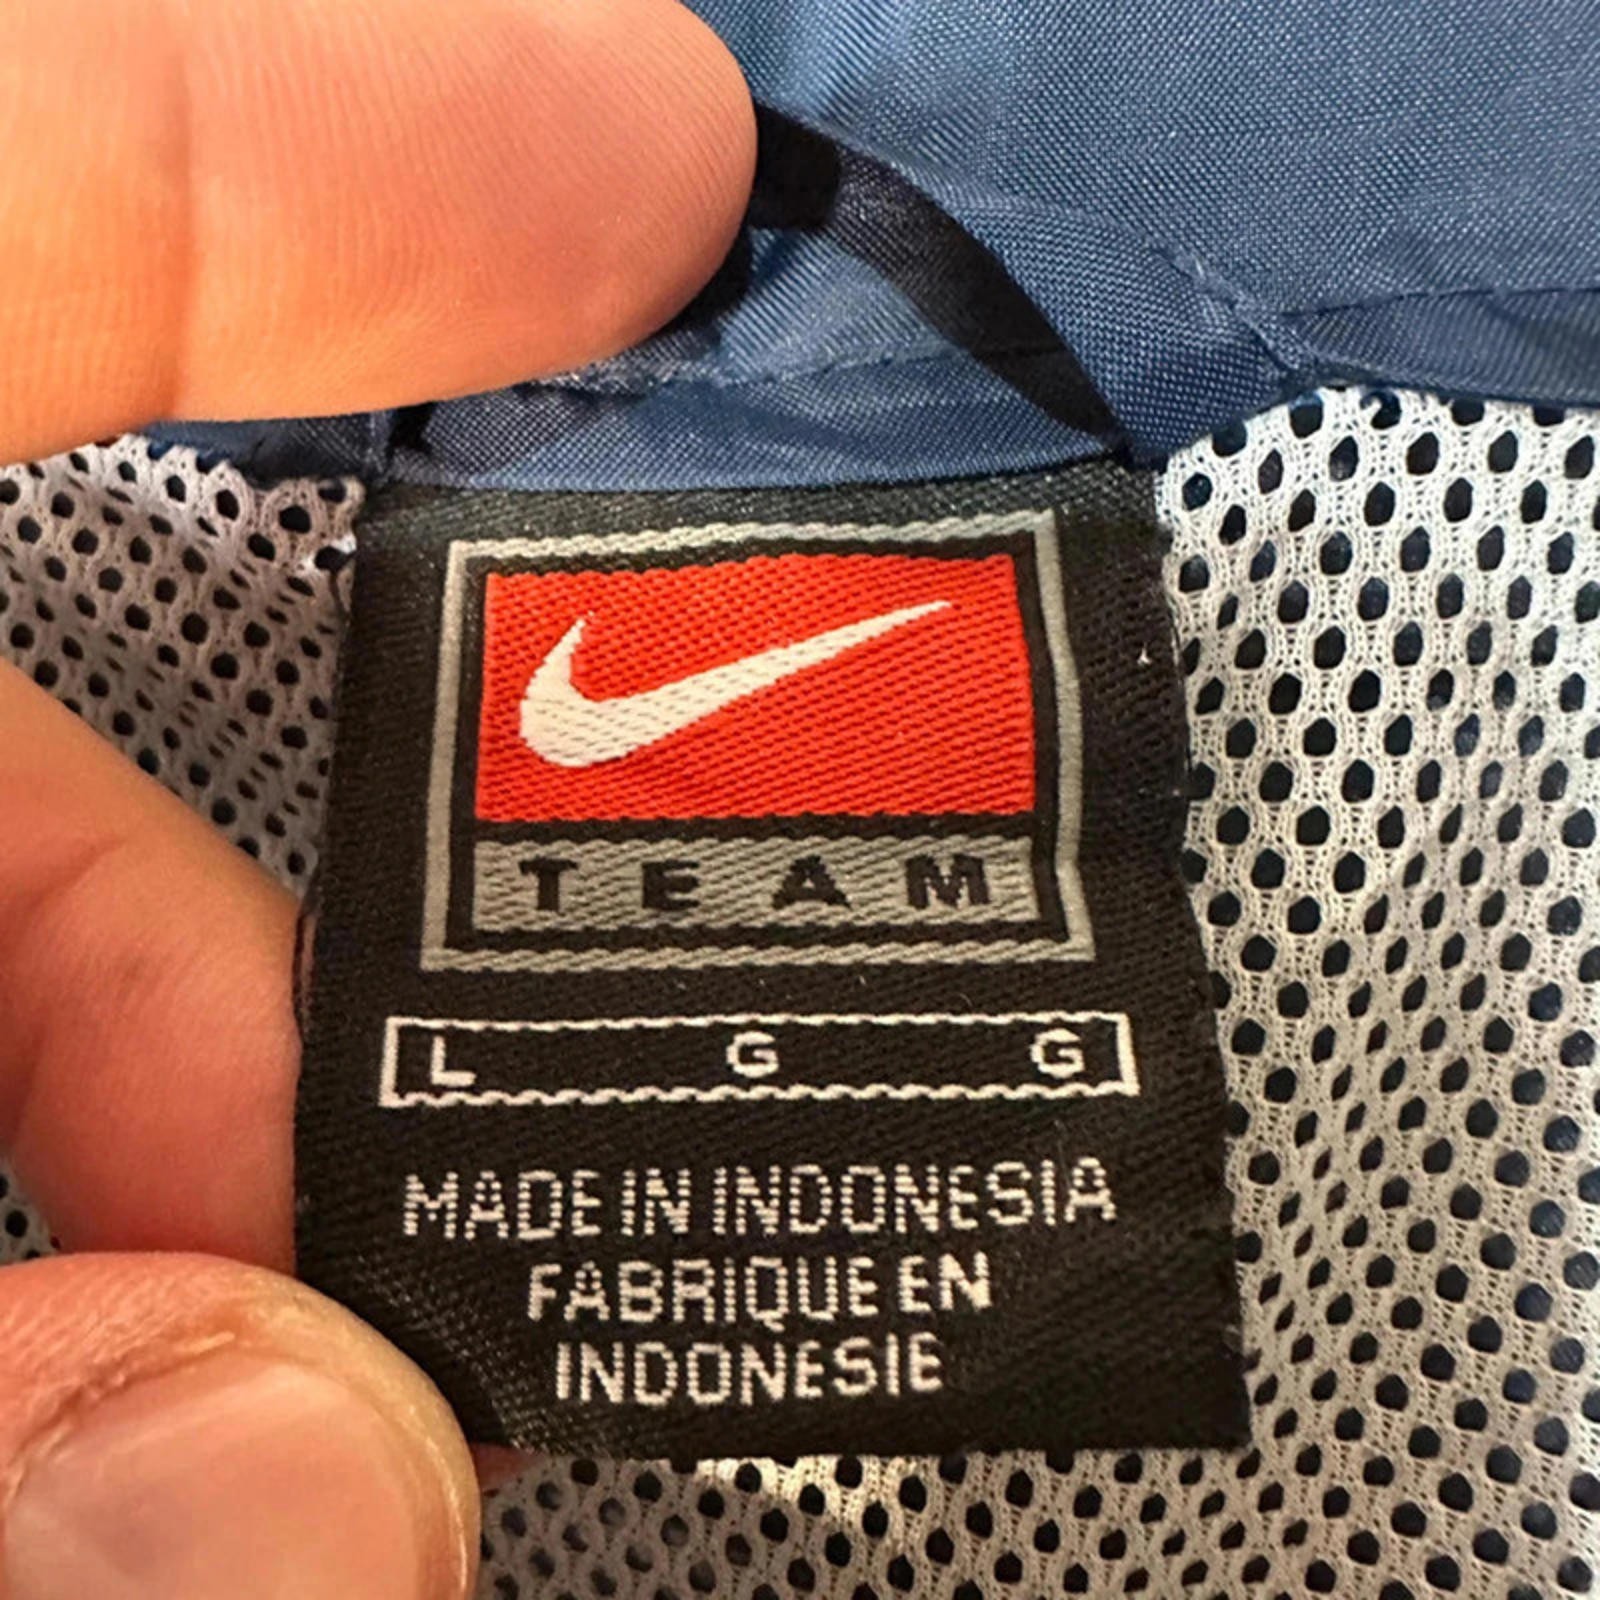 TEAM
L G G
MADE IN INDONESIA
FABRIQUE EN
INDONESIE